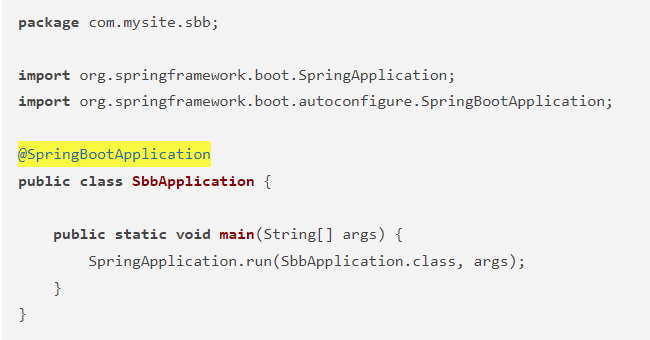 package com.mysite.sbb;
import org.springframework.boot.SpringApplication;
import org.springframework.boot.autoconfigure.SpringBootApplication;
@SpringBootApplication
public class SbbApplication {
public static void main(String[] args) {
SpringApplication.run(SbbApplication.class, args);
}
}